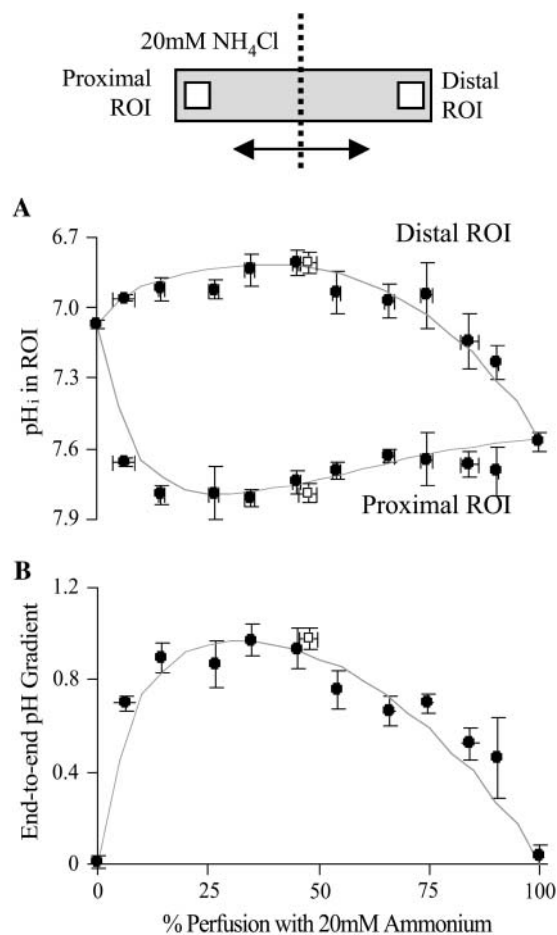 20mM NH₄Cl
Proximal
ROI
Distal
ROI
A
6.7
7.0
7.3
7.6
7.9
pHᵢ in ROI
Distal ROI
Proximal ROI
B
1.2
0.8
0.4
0
End-to-end pH Gradient
0 25 50 75 100
% Perfusion with 20mM Ammonium